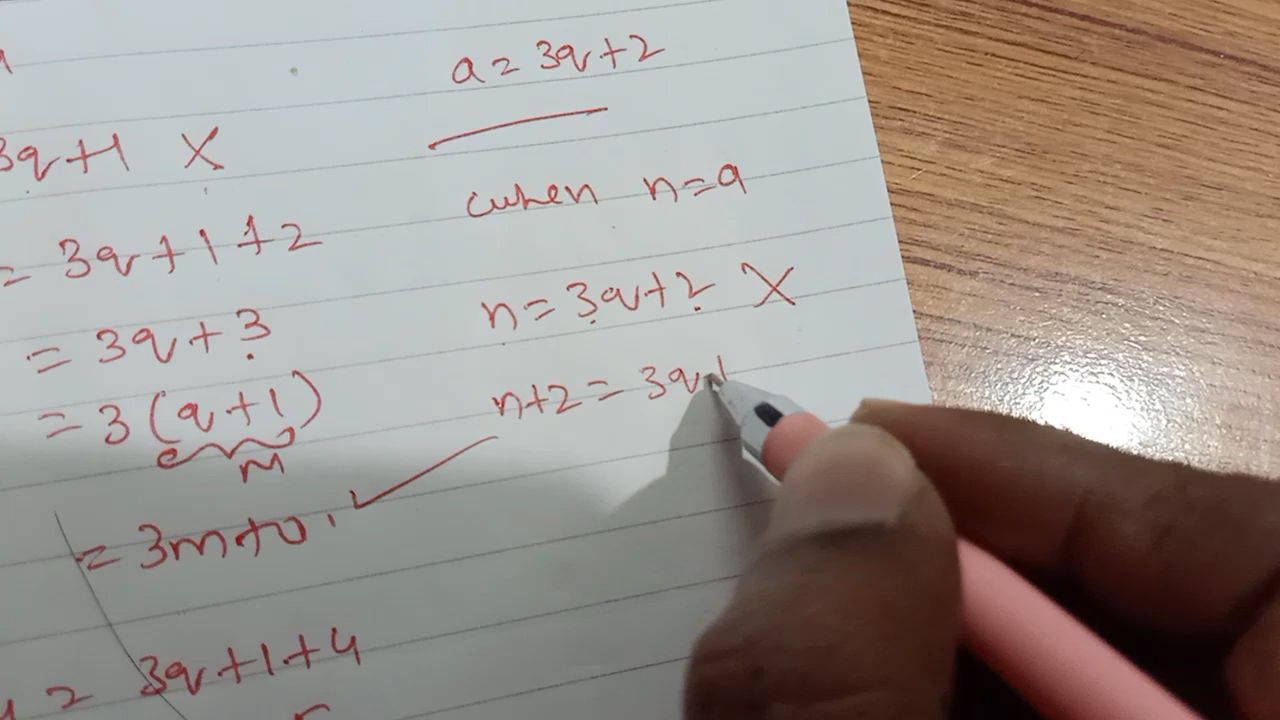 a = 3q+2
3q+1 X
when n=a
= 3q+1+2
n=3q+2 X
= 3q+3
n+2 = 3q+
= 3(q+1)
m
= 3m+0.
= 3q+1+4